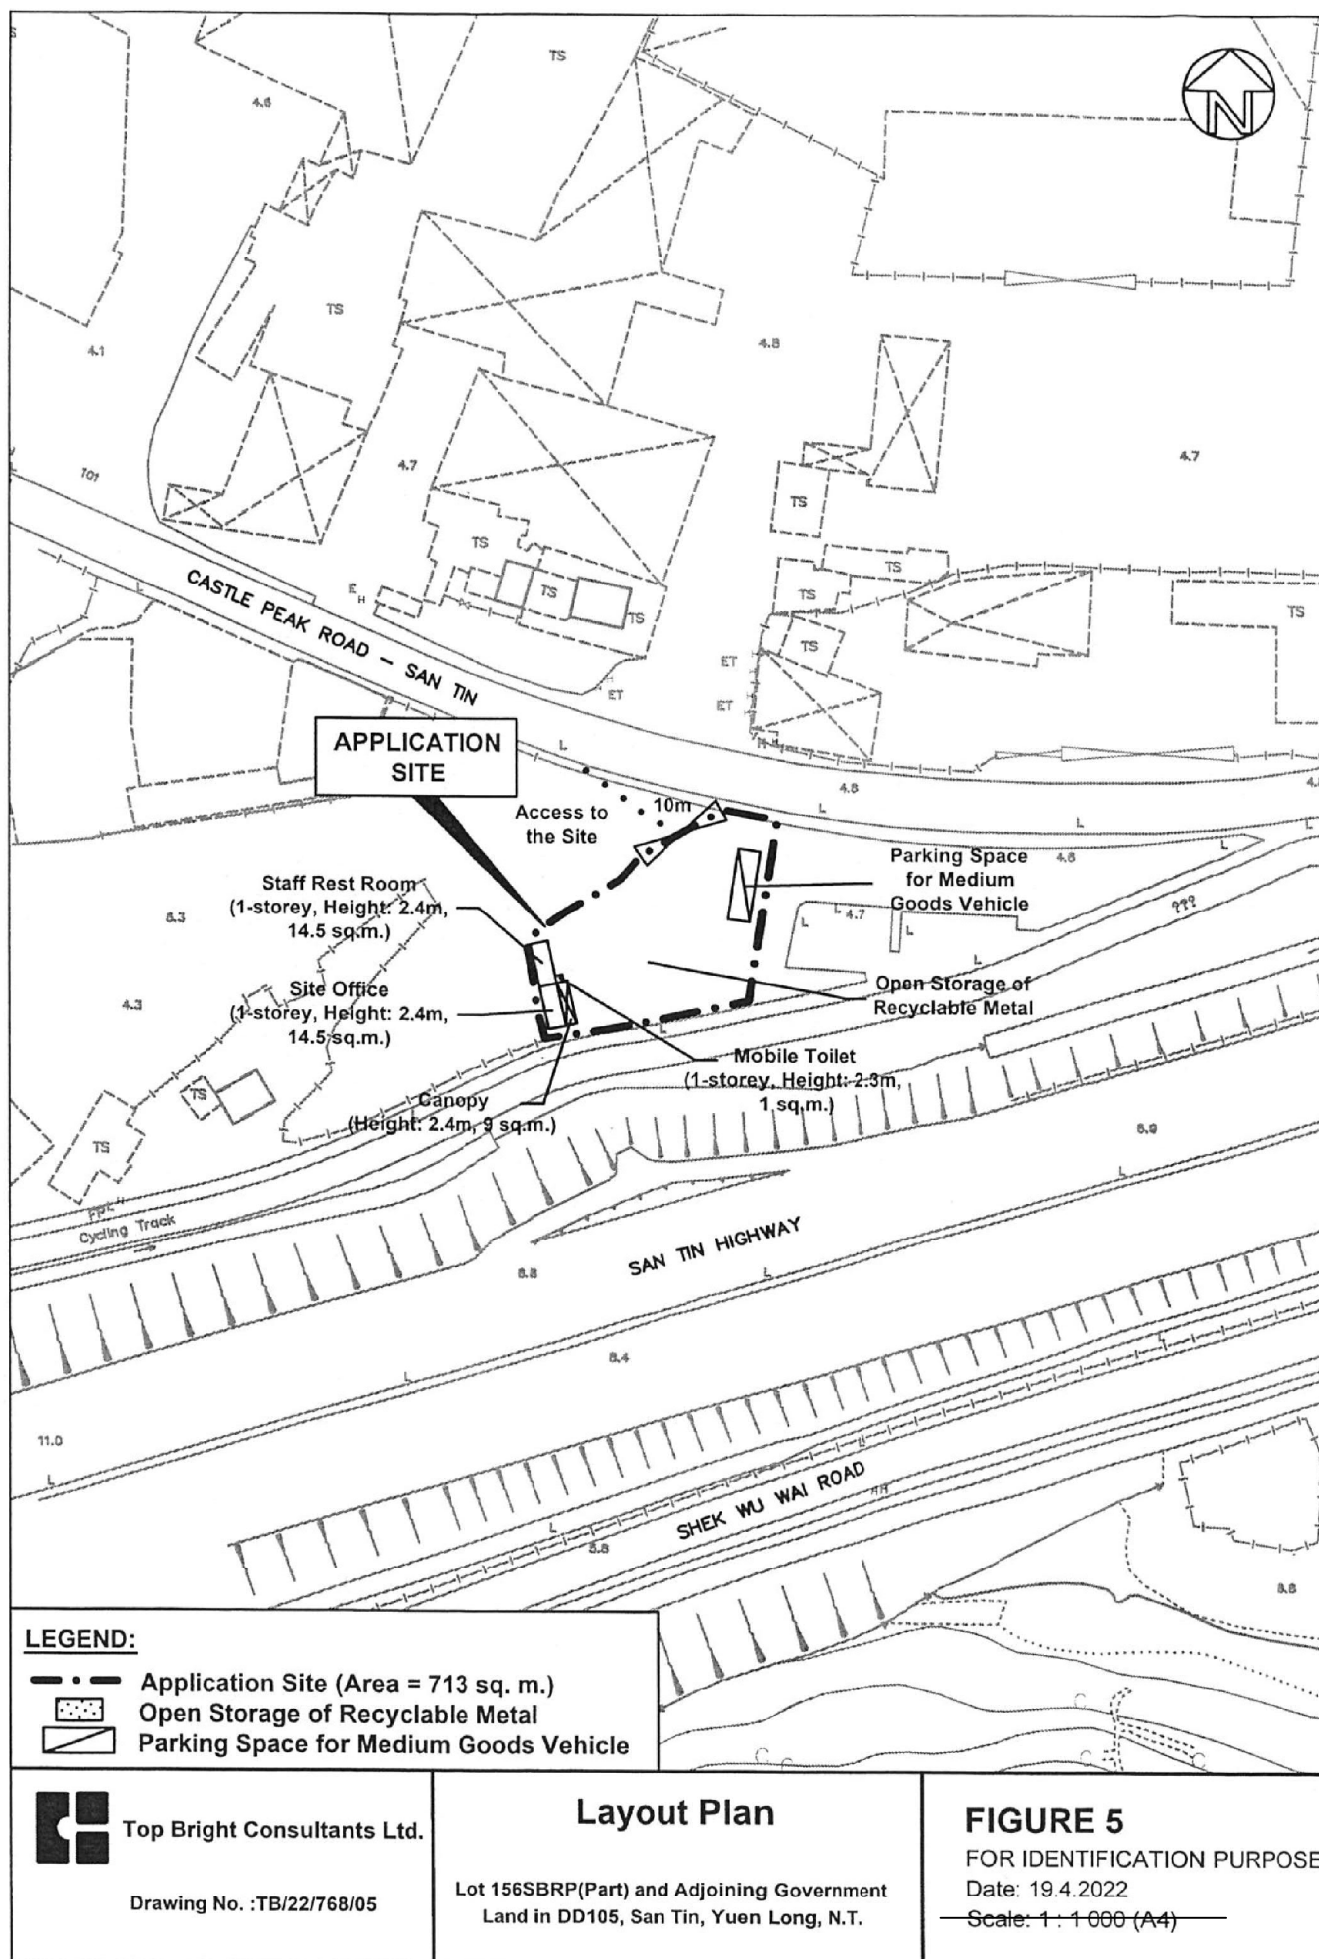 TS
TS
4.6
N
TS
4.1
4.8
4.7
4.7
TS
TS
TS
TS
TS
TS
TS
TS
TS
E
H
ET
ET
CASTLE PEAK ROAD – SAN TIN
APPLICATION
SITE
L
Access to
the Site
10m
4.8
L
L
L
L
4.6
Parking Space
for Medium
Goods Vehicle
L
4.7
L
L
L
???
Staff Rest Room
(1-storey, Height: 2.4m,
14.5 sq.m.)
4.3
Site Office
(1-storey, Height: 2.4m,
14.5 sq.m.)
Open Storage of
Recyclable Metal
L
Mobile Toilet
(1-storey, Height: 2.3m,
1 sq.m.)
Canopy
(Height: 2.4m, 9 sq.m.)
TS
TS
Cycling Track
SAN TIN HIGHWAY
L
L
L
8.4
11.0
L
SHEK WU WAI ROAD
L
LEGEND:
Application Site (Area = 713 sq. m.)
Open Storage of Recyclable Metal
Parking Space for Medium Goods Vehicle
C
C
C
Top Bright Consultants Ltd.
Drawing No. :TB/22/768/05
Layout Plan
Lot 156SBRP(Part) and Adjoining Government
Land in DD105, San Tin, Yuen Long, N.T.
FIGURE 5
FOR IDENTIFICATION PURPOSE
Date: 19.4.2022
Scale: 1 : 1 000 (A4)